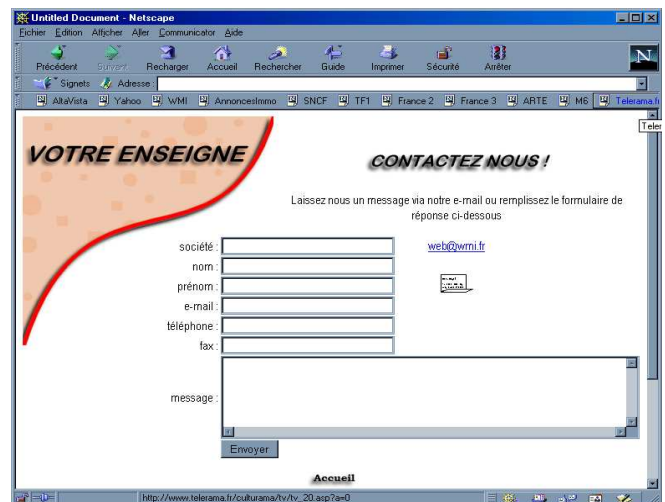 Untitled Document - Netscape
Fichier Edition Afficher Aller Communicator Aide
Précédent Suivant Recharger Accueil Rechercher Guide Imprimer Sécurité Arrêter
Signets Adresse :
AltaVista Yahoo WMI AnnoncesImmo SNCF TF1 France 2 France 3 ARTE M6 Telerama.fr
Teler
VOTRE ENSEIGNE
CONTACTEZ NOUS !
Laissez nous un message via notre e-mail ou remplissez le formulaire de
réponse ci-dessous
société :
web@wmi.fr
nom :
prénom :
e-mail :
téléphone :
fax :
message :
Envoyer
Accueil
http://www.telerama.fr/culturama/tv/tv_20.asp?a=0